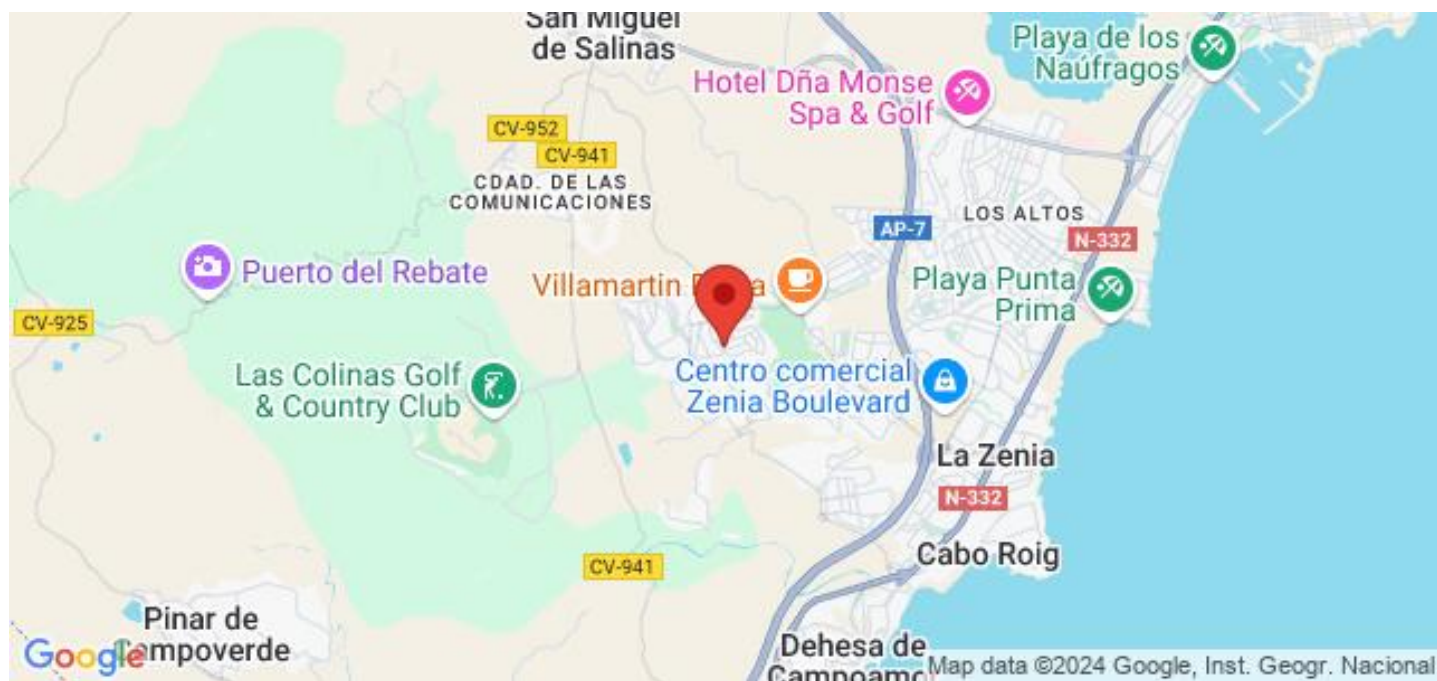 San Miguel
de Salinas
Playa de los
Naúfragos
Hotel Dña Monse
Spa & Golf
CV-952
CV-941
CDAD. DE LAS
COMUNICACIONES
LOS ALTOS
AP-7
N-332
Puerto del Rebate
Villamartin
Playa Punta
Prima
CV-925
Las Colinas Golf
& Country Club
Centro comercial
Zenia Boulevard
La Zenia
N-332
Cabo Roig
CV-941
Pinar de
Campoverde
Google
Dehesa de
Campoamor
Map data ©2024 Google, Inst. Geogr. Nacional